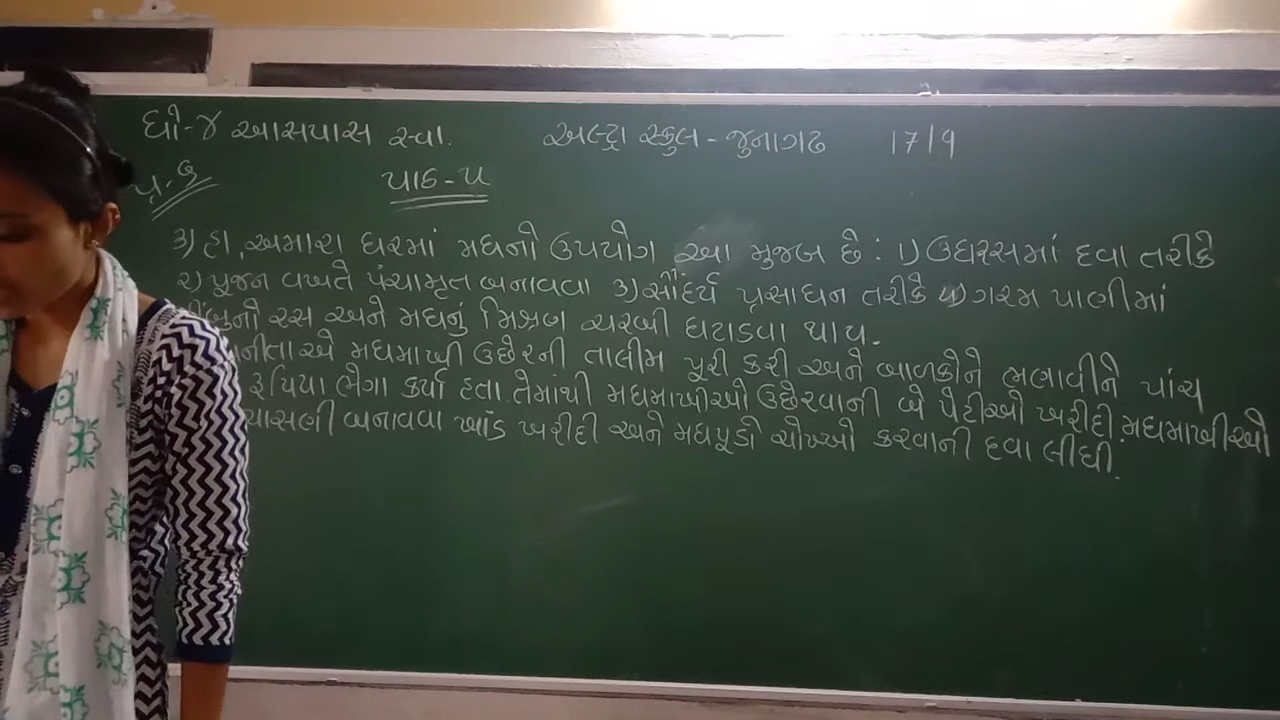 ધો-૪ આસપાસ સ્વા. અલ્ટ્રા સ્કુલ - જુનાગઢ 17/9
પ્ર-બ પાઠ-૫
૩) હા, અમારા ઘરમાં મધનો ઉપયોગ આ મુજબ છે: ૧) ઉધરસમાં દવા તરીકે
૨) પૂજન વખતે પંચામૃત બનાવવા ૩) સૌંદર્ય પ્રસાધન તરીકે ૪) ગરમ પાણીમાં
લીંબુનો રસ અને મધનું મિશ્રણ ચરબી ઘટાડવા થાય.
અનીતાએ મધમાખી ઉછેરની તાલીમ પૂરી કરી અને બાળકોને ભણાવીને પાંચ
રૂપિયા ભેગા કર્યા હતા. તેમાંથી મધમાખીઓ ઉછેરવાની બે પેટીઓ ખરીદી. મધમાખીઓ
ચાસણી બનાવવા ખાંડ ખરીદી અને મધપૂડો ચોખ્ખો કરવાની દવા લીધી.